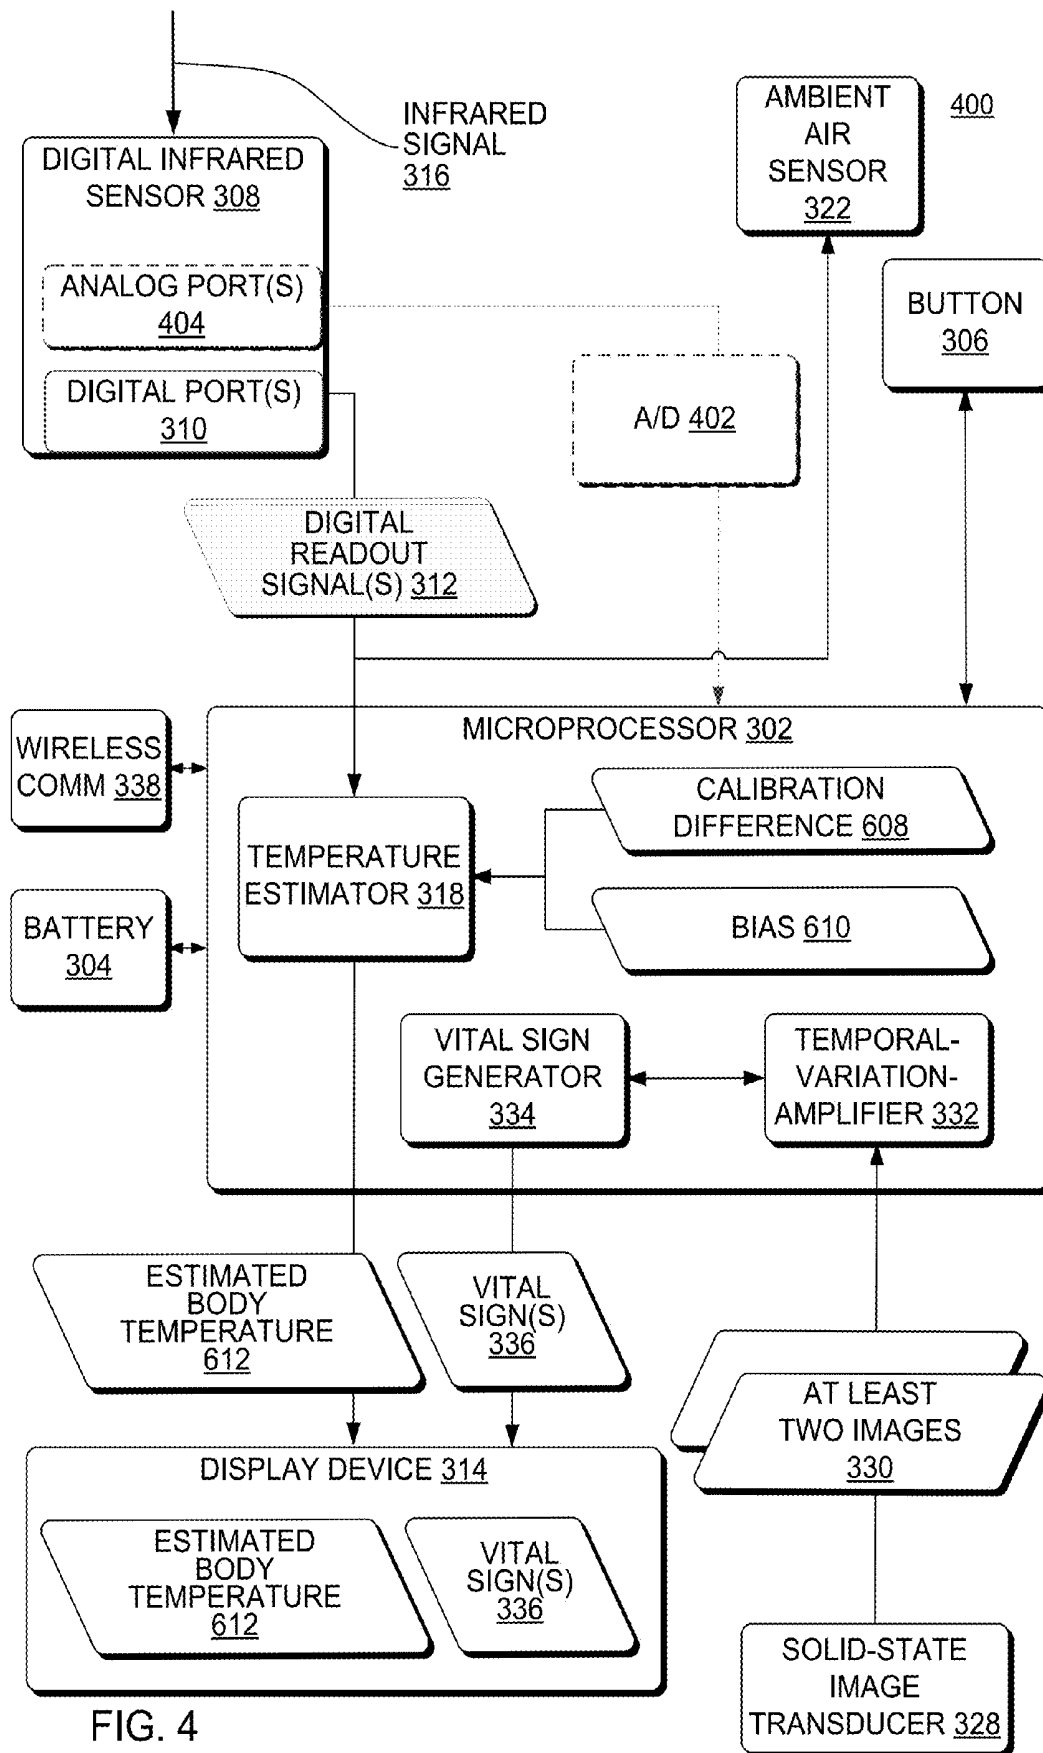 INFRARED
SIGNAL
316
AMBIENT
AIR
SENSOR
322
400
DIGITAL INFRARED
SENSOR 308
ANALOG PORT(S)
404
DIGITAL PORT(S)
310
BUTTON
306
A/D 402
DIGITAL
READOUT
SIGNAL(S) 312
MICROPROCESSOR 302
WIRELESS
COMM 338
CALIBRATION
DIFFERENCE 608
TEMPERATURE
ESTIMATOR 318
BATTERY
304
BIAS 610
VITAL SIGN
GENERATOR
334
TEMPORAL-
VARIATION-
AMPLIFIER 332
ESTIMATED
BODY
TEMPERATURE
612
VITAL
SIGN(S)
336
AT LEAST
TWO IMAGES
330
DISPLAY DEVICE 314
ESTIMATED
BODY
TEMPERATURE
612
VITAL
SIGN(S)
336
SOLID-STATE
IMAGE
TRANSDUCER 328
FIG. 4